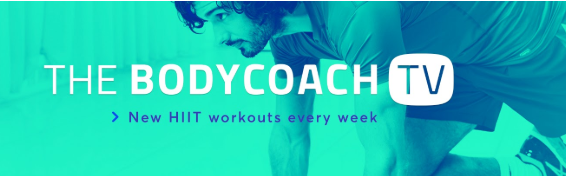 THE BODYCOACH TV
> New HIIT workouts every week